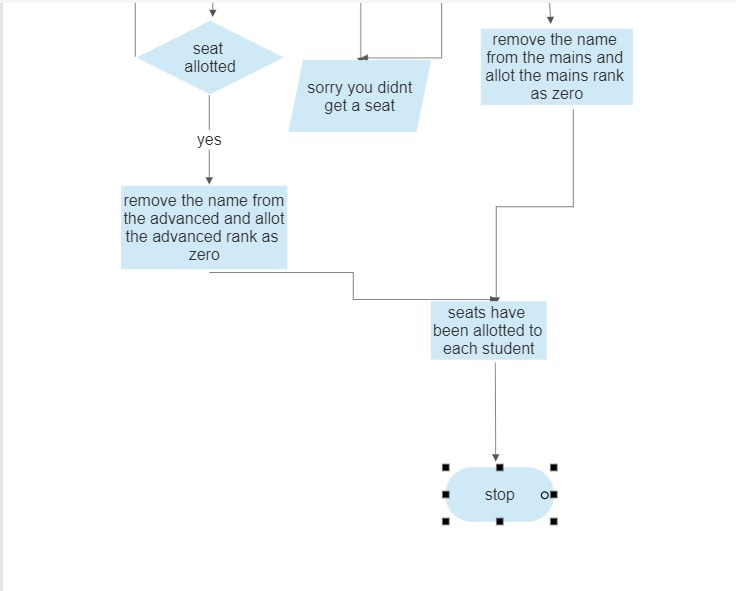 seat
allotted
sorry you didnt
get a seat
remove the name
from the mains and
allot the mains rank
as zero
yes
remove the name from
the advanced and allot
the advanced rank as
zero
seats have
been allotted to
each student
stop